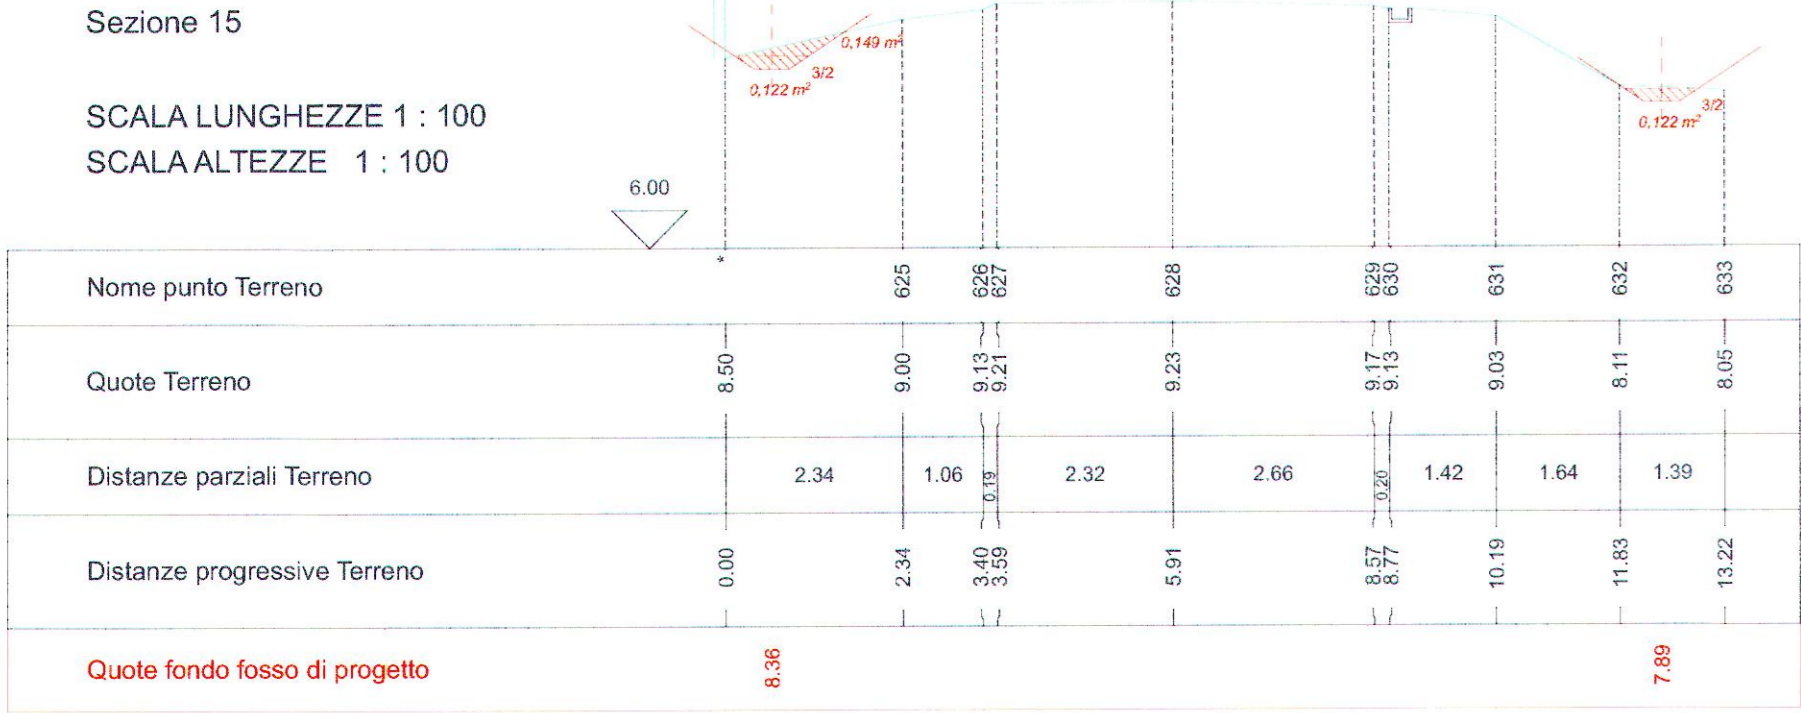 Sezione 15
0,149 m²
3/2
0,122 m²
3/2
0,122 m²
SCALA LUNGHEZZE 1 : 100
SCALA ALTEZZE 1 : 100
6.00
Nome punto Terreno * 625 626 627 628 629 630 631 632 633
Quote Terreno 8.50 9.00 9.13 9.21 9.23 9.17 9.13 9.03 8.11 8.05
Distanze parziali Terreno 2.34 1.06 0.19 2.32 2.66 0.20 1.42 1.64 1.39
Distanze progressive Terreno 0.00 2.34 3.40 3.59 5.91 8.57 8.77 10.19 11.83 13.22
Quote fondo fosso di progetto 8.36 7.89